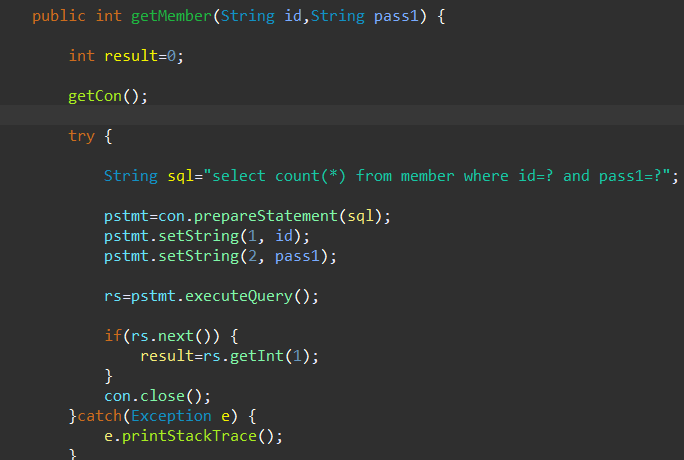 public int getMember(String id,String pass1) {
int result=0;
getCon();
try {
String sql="select count(*) from member where id=? and pass1=?";
pstmt=con.prepareStatement(sql);
pstmt.setString(1, id);
pstmt.setString(2, pass1);
rs=pstmt.executeQuery();
if(rs.next()) {
result=rs.getInt(1);
}
con.close();
}catch(Exception e) {
e.printStackTrace();
}